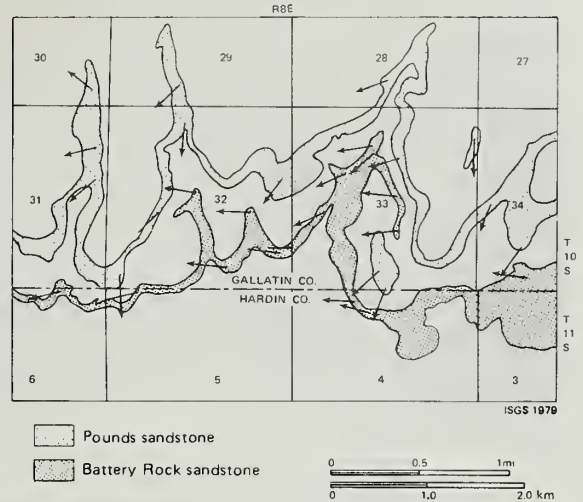 R8E
30 29 28 27
31 32 33 34
T
10
S
GALLATIN CO.
HARDIN CO.
T
11
S
6 5 4 3
ISGS 1979
Pounds sandstone
Battery Rock sandstone
0 0.5 1mi
0 1.0 2.0 km